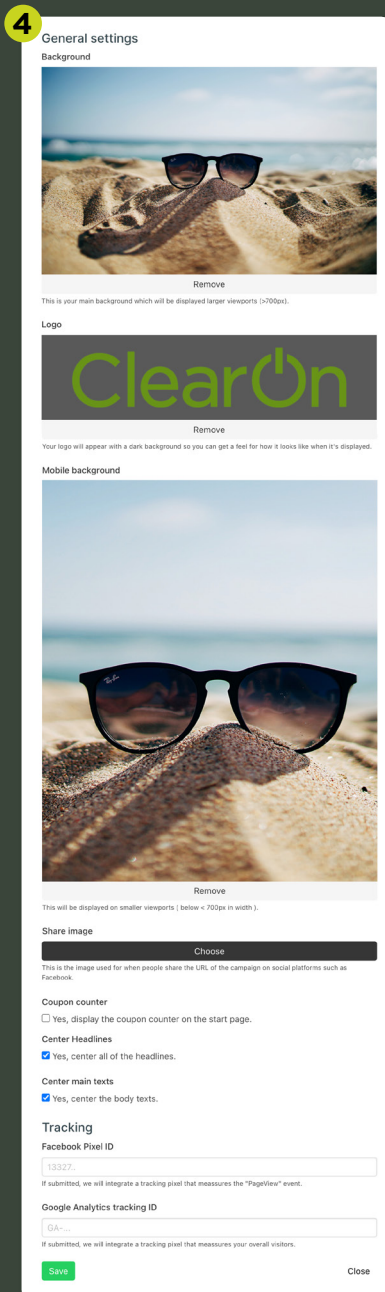 4
General settings
Background
Remove
This is your main background which will be displayed larger viewports (>700px).
Logo
ClearOn
Remove
Your logo will appear with a dark background so you can get a feel for how it looks like when it's displayed.
Mobile background
Ray-Ban
Remove
This will be displayed on smaller viewports ( below < 700px in width ).
Share image
Choose
This is the image used for when people share the URL of the campaign on social platforms such as
Facebook.
Coupon counter
Yes, display the coupon counter on the start page.
Center Headlines
Yes, center all of the headlines.
Center main texts
Yes, center the body texts.
Tracking
Facebook Pixel ID
13327..
If submitted, we will integrate a tracking pixel that meassures the "PageView" event.
Google Analytics tracking ID
GA-...
If submitted, we will integrate a tracking pixel that meassures your overall visitors.
Save
Close